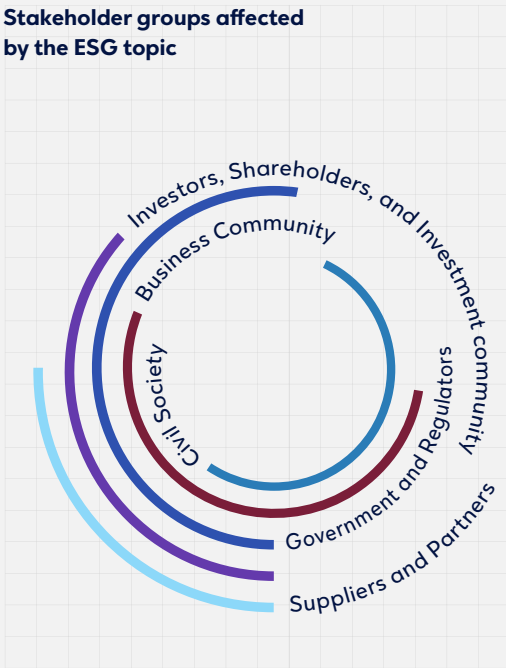 Stakeholder groups affected
by the ESG topic
Investors, Shareholders, and Investment community
Business Community
Civil Society
Government and Regulators
Suppliers and Partners